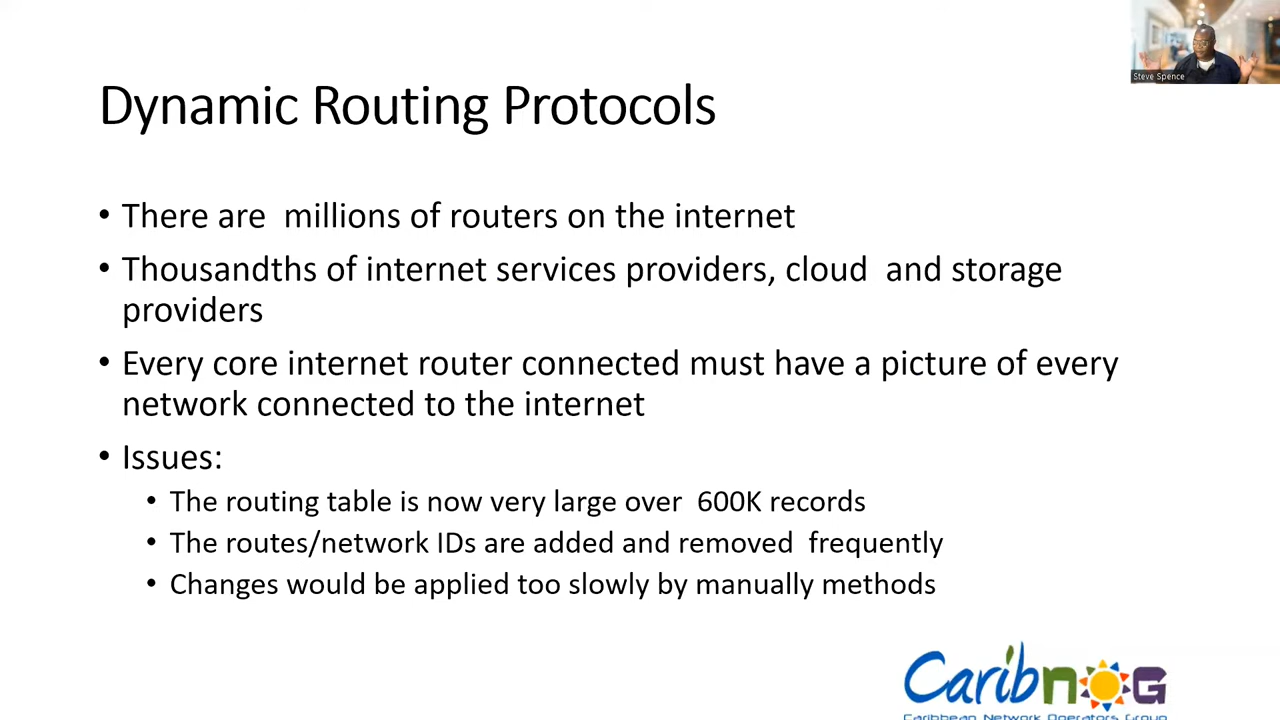 Steve Spence
Dynamic Routing Protocols
• There are  millions of routers on the internet
• Thousandths of internet services providers, cloud  and storage
providers
• Every core internet router connected must have a picture of every
network connected to the internet
• Issues:
• The routing table is now very large over  600K records
• The routes/network IDs are added and removed  frequently
• Changes would be applied too slowly by manually methods
CaribNOG
Caribbean Network Operators Group